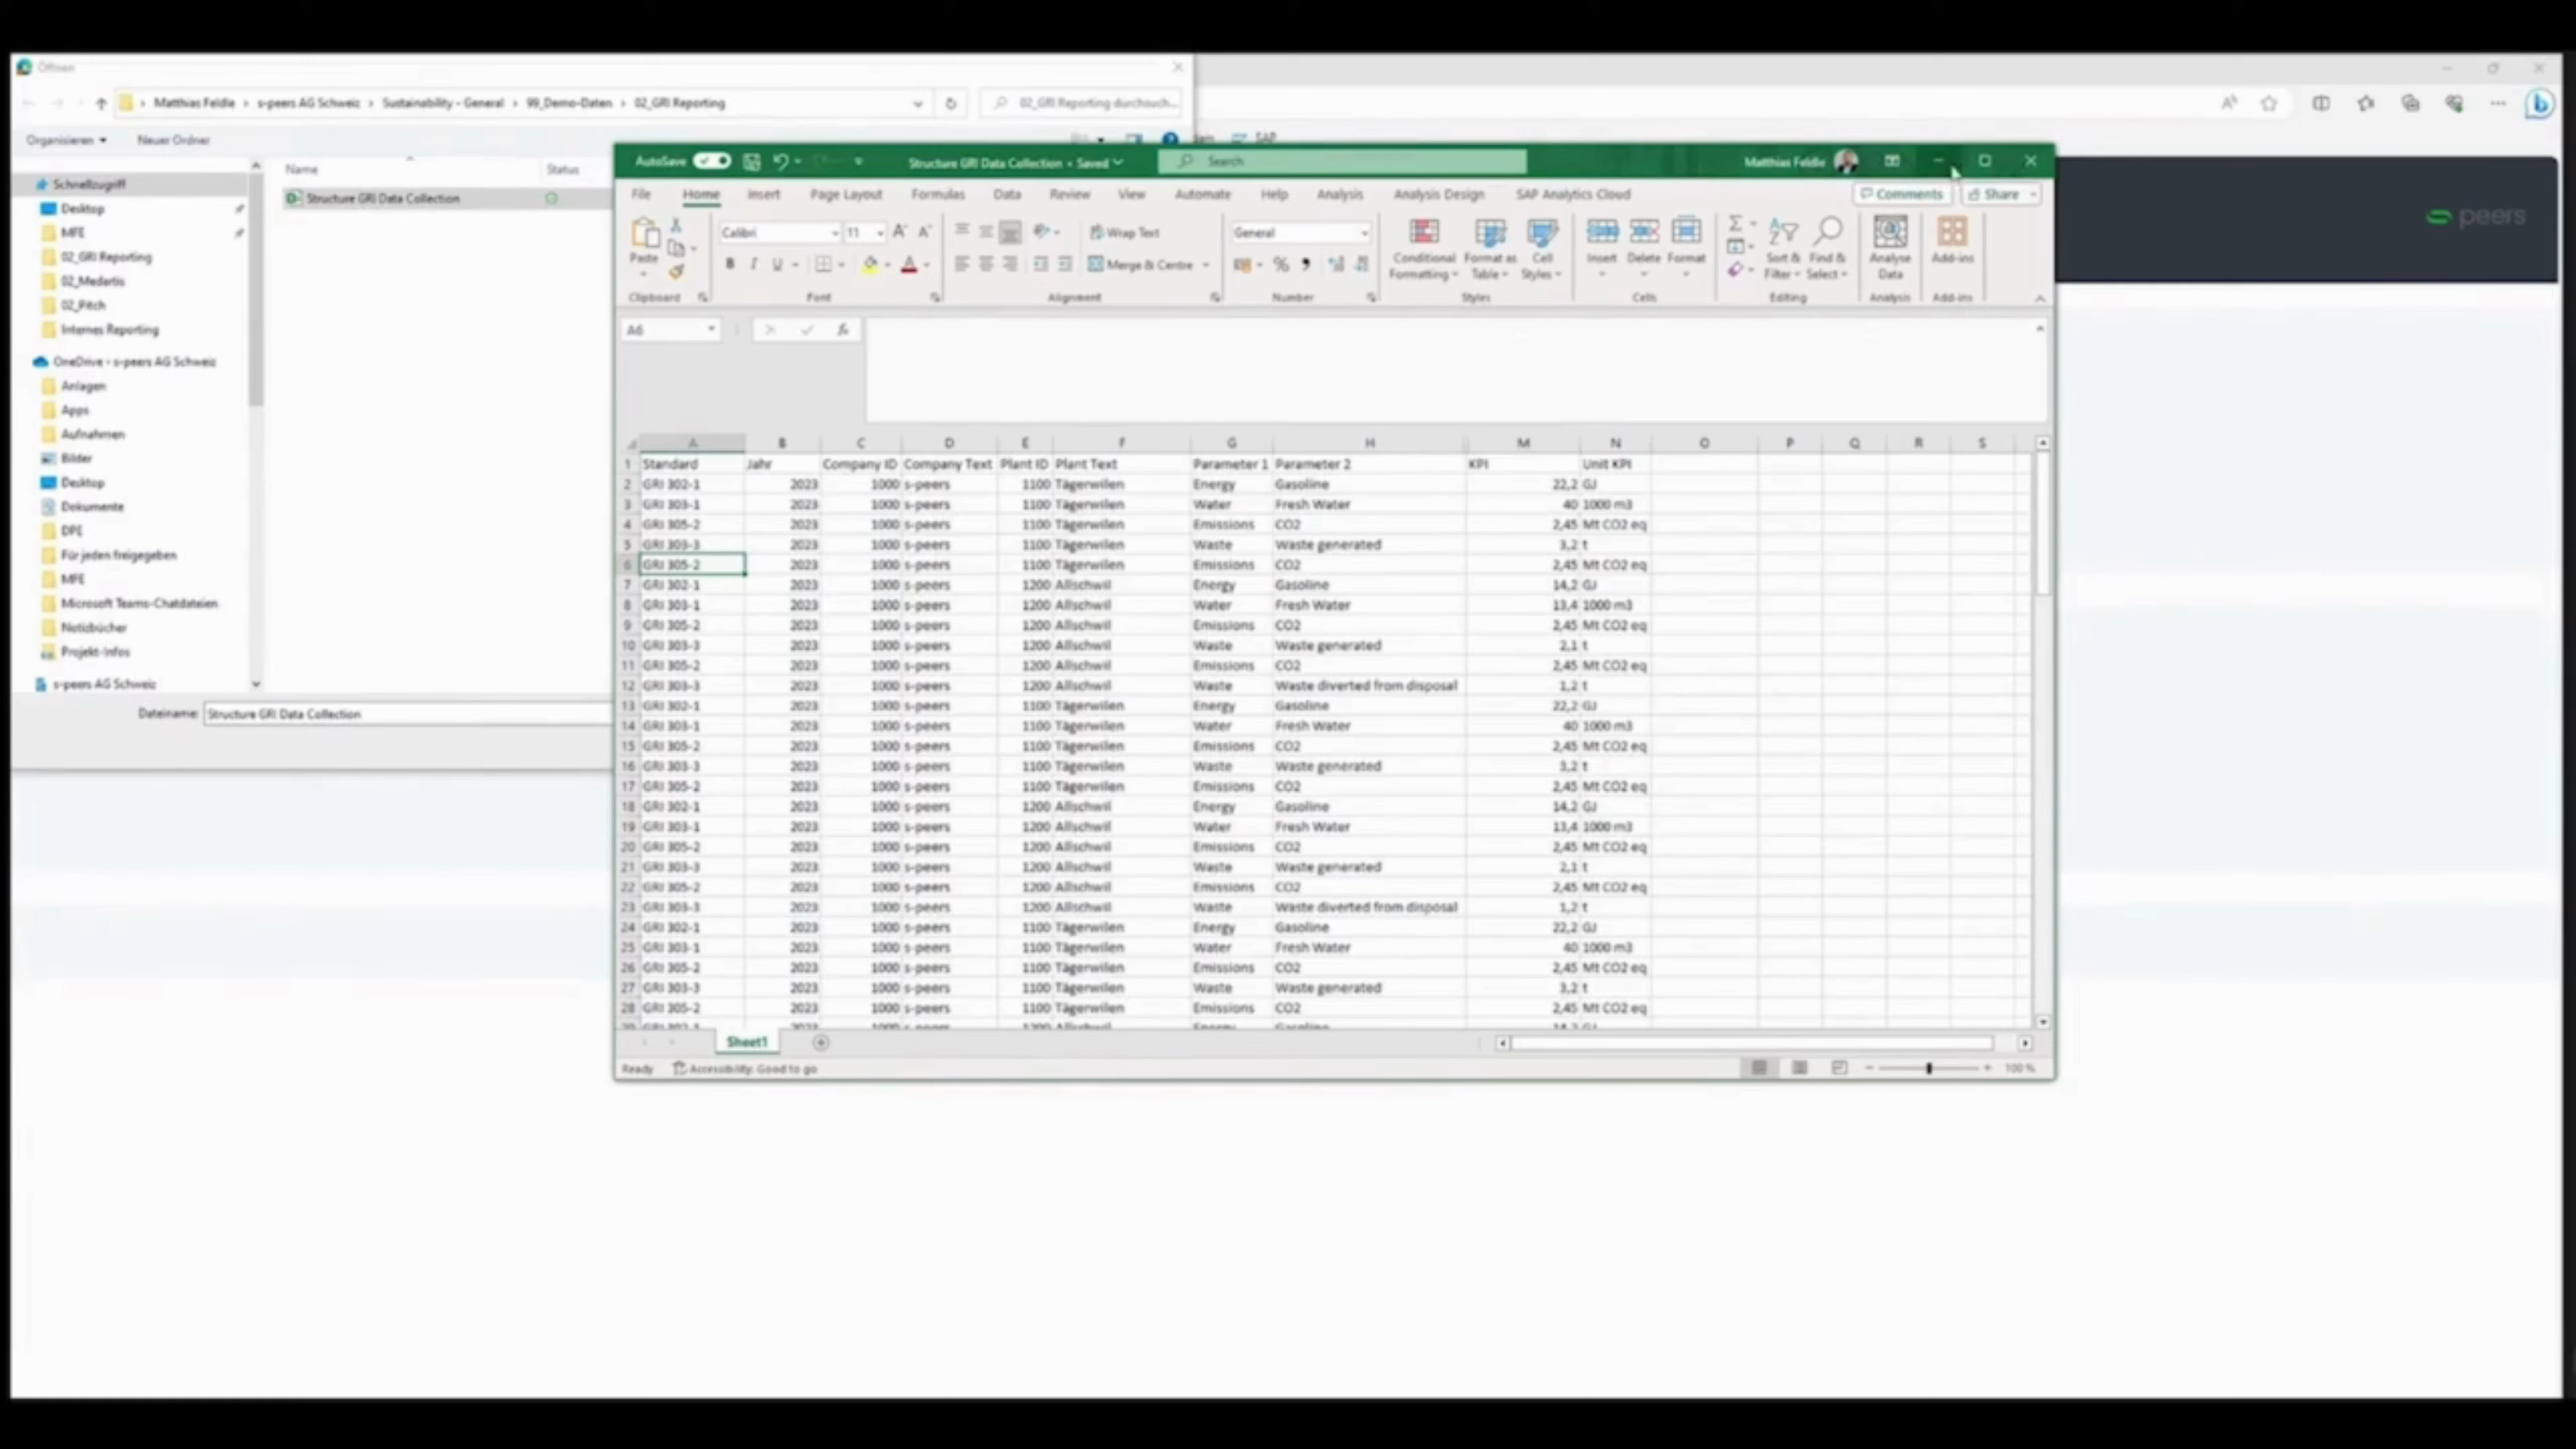 Öffnen
Matthias Feldle > s-peers AG Schweiz > Sustainability - General > 99_Demo-Daten > 02_GRI Reporting
02_GRI Reporting durchsuch...
Organisieren
Neuer Ordner
SAP
Name
Status
Schnellzugriff
Structure GRI Data Collection
Desktop
MFE
02_GRI Reporting
02_Medartis
02_Pitch
Internes Reporting
OneDrive - s-peers AG Schweiz
Anlagen
Apps
Aufnahmen
Bilder
Desktop
Dokumente
DPE
Für jeden freigegeben
MFE
Microsoft Teams-Chatdateien
Notizbücher
Projekt-Infos
s-peers AG Schweiz
Dateiname: Structure GRI Data Collection
peers
AutoSave
Structure GRI Data Collection • Saved
Search
Matthias Feldle
File Home Insert Page Layout Formulas Data Review View Automate Help Analysis Analysis Design SAP Analytics Cloud
Comments
Share
Paste
Calibri
11
Wrap Text
General
B I U
Merge & Centre
Conditional Formatting
Format as Table
Cell Styles
Insert Delete Format
Sort & Filter
Find & Select
Analyse Data
Add-ins
Clipboard Font Alignment Number Styles Cells Editing Analysis Add-ins
A6
fx
A B C D E F G H M N O P Q R S
1 Standard Jahr Company ID Company Text Plant ID Plant Text Parameter 1 Parameter 2 KPI Unit KPI
2 GRI 302-1 2023 1000 s-peers 1100 Tägerwilen Energy Gasoline 22,2 GJ
3 GRI 303-1 2023 1000 s-peers 1100 Tägerwilen Water Fresh Water 40 1000 m3
4 GRI 305-2 2023 1000 s-peers 1100 Tägerwilen Emissions CO2 2,45 Mt CO2 eq
5 GRI 303-3 2023 1000 s-peers 1100 Tägerwilen Waste Waste generated 3,2 t
6 GRI 305-2 2023 1000 s-peers 1100 Tägerwilen Emissions CO2 2,45 Mt CO2 eq
7 GRI 302-1 2023 1000 s-peers 1200 Allschwil Energy Gasoline 14,2 GJ
8 GRI 303-1 2023 1000 s-peers 1200 Allschwil Water Fresh Water 13,4 1000 m3
9 GRI 305-2 2023 1000 s-peers 1200 Allschwil Emissions CO2 2,45 Mt CO2 eq
10 GRI 303-3 2023 1000 s-peers 1200 Allschwil Waste Waste generated 2,1 t
11 GRI 305-2 2023 1000 s-peers 1200 Allschwil Emissions CO2 2,45 Mt CO2 eq
12 GRI 303-3 2023 1000 s-peers 1200 Allschwil Waste Waste diverted from disposal 1,2 t
13 GRI 302-1 2023 1000 s-peers 1100 Tägerwilen Energy Gasoline 22,2 GJ
14 GRI 303-1 2023 1000 s-peers 1100 Tägerwilen Water Fresh Water 40 1000 m3
15 GRI 305-2 2023 1000 s-peers 1100 Tägerwilen Emissions CO2 2,45 Mt CO2 eq
16 GRI 303-3 2023 1000 s-peers 1100 Tägerwilen Waste Waste generated 3,2 t
17 GRI 305-2 2023 1000 s-peers 1100 Tägerwilen Emissions CO2 2,45 Mt CO2 eq
18 GRI 302-1 2023 1000 s-peers 1200 Allschwil Energy Gasoline 14,2 GJ
19 GRI 303-1 2023 1000 s-peers 1200 Allschwil Water Fresh Water 13,4 1000 m3
20 GRI 305-2 2023 1000 s-peers 1200 Allschwil Emissions CO2 2,45 Mt CO2 eq
21 GRI 303-3 2023 1000 s-peers 1200 Allschwil Waste Waste generated 2,1 t
22 GRI 305-2 2023 1000 s-peers 1200 Allschwil Emissions CO2 2,45 Mt CO2 eq
23 GRI 303-3 2023 1000 s-peers 1200 Allschwil Waste Waste diverted from disposal 1,2 t
24 GRI 302-1 2023 1000 s-peers 1100 Tägerwilen Energy Gasoline 22,2 GJ
25 GRI 303-1 2023 1000 s-peers 1100 Tägerwilen Water Fresh Water 40 1000 m3
26 GRI 305-2 2023 1000 s-peers 1100 Tägerwilen Emissions CO2 2,45 Mt CO2 eq
27 GRI 303-3 2023 1000 s-peers 1100 Tägerwilen Waste Waste generated 3,2 t
28 GRI 305-2 2023 1000 s-peers 1100 Tägerwilen Emissions CO2 2,45 Mt CO2 eq
Sheet1
Ready
Accessibility: Good to go
100 %